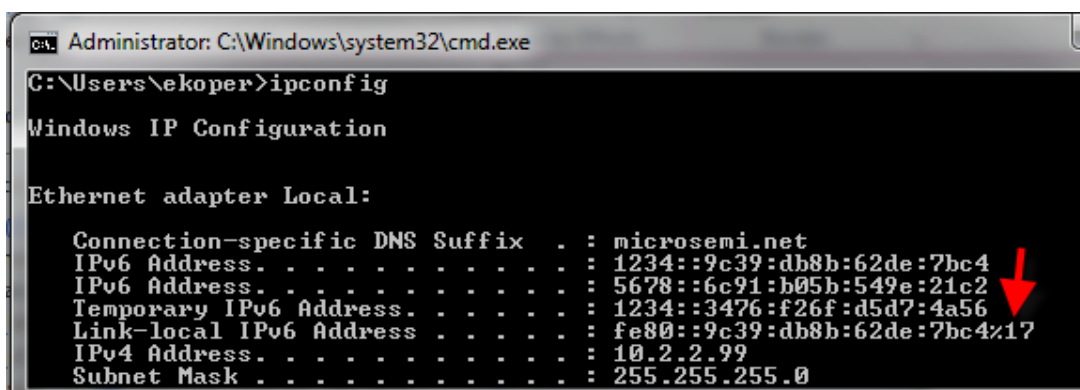 Administrator: C:\Windows\system32\cmd.exe
C:\Users\ekoper>ipconfig
Windows IP Configuration
Ethernet adapter Local:
Connection-specific DNS Suffix . : microsemi.net
IPv6 Address. . . . . . . . . . . : 1234::9c39:db8b:62de:7bc4
IPv6 Address. . . . . . . . . . . : 5678::6c91:b05b:549e:21c2
Temporary IPv6 Address. . . . . . : 1234::3476:f26f:d5d7:4a56
Link-local IPv6 Address . . . . . : fe80::9c39:db8b:62de:7bc4%17
IPv4 Address. . . . . . . . . . . : 10.2.2.99
Subnet Mask . . . . . . . . . . . : 255.255.255.0